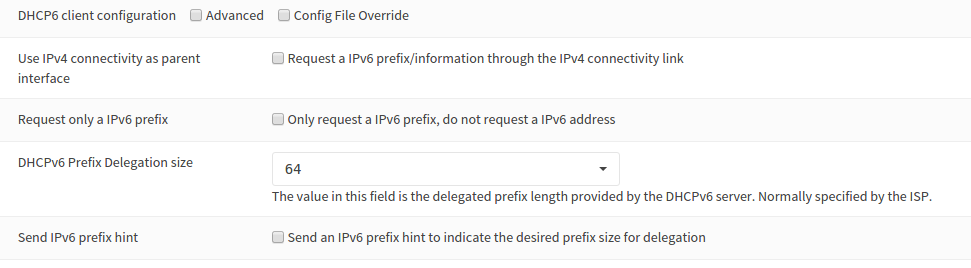 DHCP6 client configuration Advanced Config File Override
Use IPv4 connectivity as parent interface Request a IPv6 prefix/information through the IPv4 connectivity link
Request only a IPv6 prefix Only request a IPv6 prefix, do not request a IPv6 address
DHCPv6 Prefix Delegation size 64
The value in this field is the delegated prefix length provided by the DHCPv6 server. Normally specified by the ISP.
Send IPv6 prefix hint Send an IPv6 prefix hint to indicate the desired prefix size for delegation